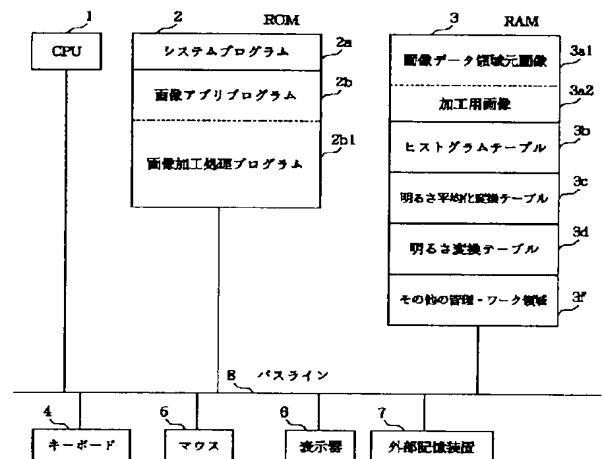 1
CPU
2
ROM
システムプログラム
2a
画像アプリプログラム
2b
画像加工処理プログラム
2b1
3
RAM
画像データ領域元画像
3a1
加工用画像
3a2
ヒストグラムテーブル
3b
明るさ平均化変換テーブル
3c
明るさ変換テーブル
3d
その他の管理・ワーク領域
3f
8 バスライン
4
キーボード
6
マウス
6
表示器
7
外部記憶装置